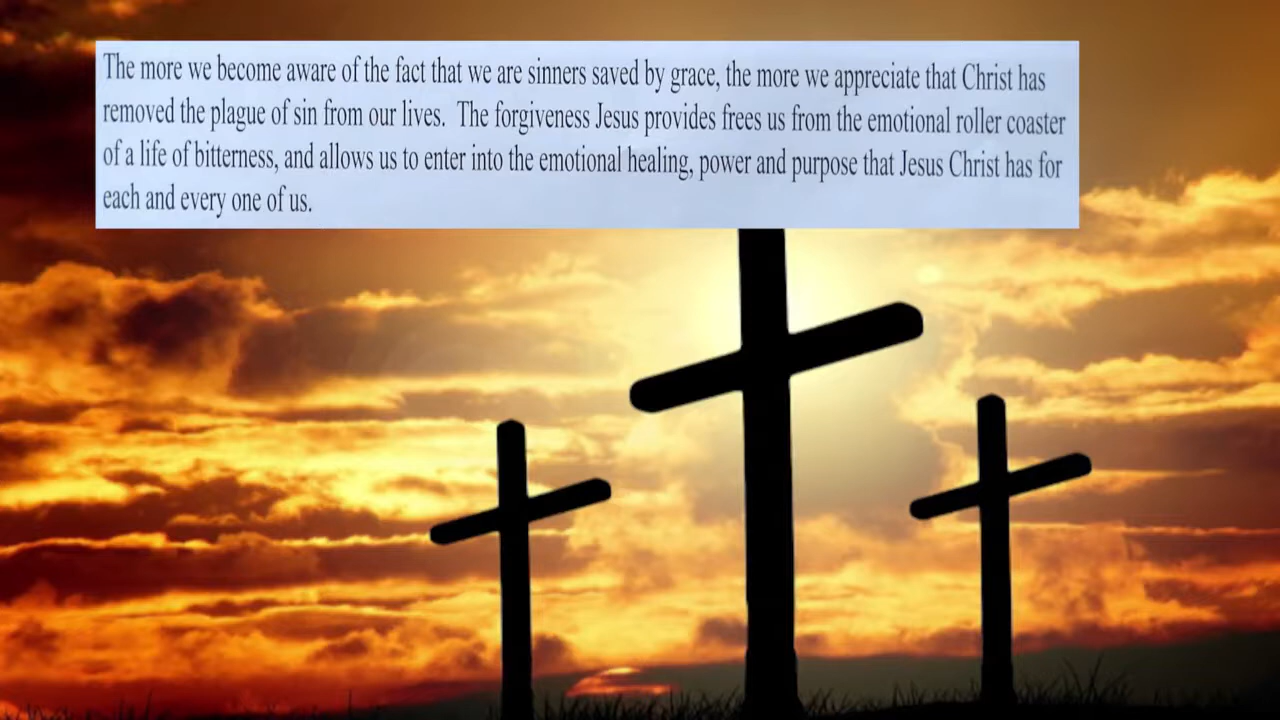 The more we become aware of the fact that we are sinners saved by grace, the more we appreciate that Christ has
removed the plague of sin from our lives.  The forgiveness Jesus provides frees us from the emotional roller coaster
of a life of bitterness, and allows us to enter into the emotional healing, power and purpose that Jesus Christ has for
each and every one of us.